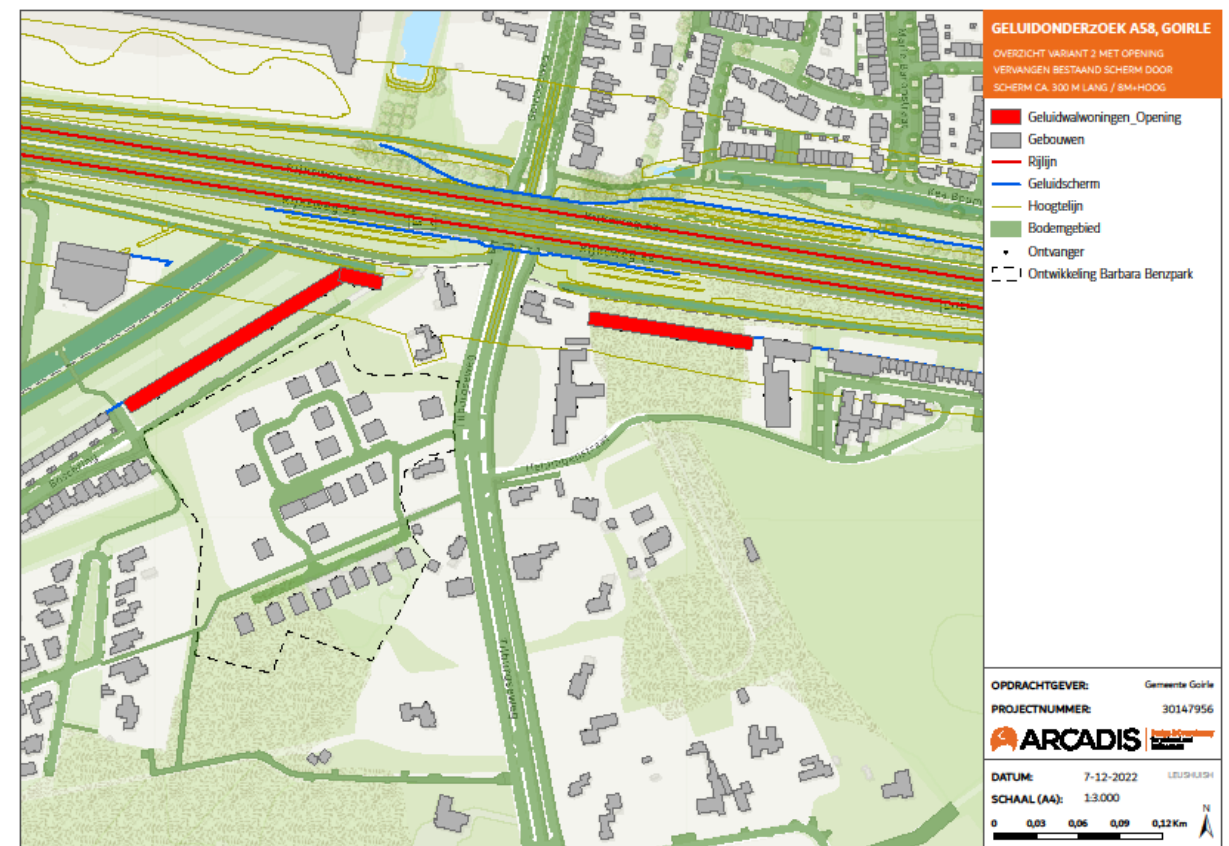 GELUIDONDERZOEK A58, GOIRLE
OVERZICHT VARIANT 2 MET OPENING
VERVANGEN BESTAAND SCHERM DOOR
SCHERM CA. 300 M LANG / 8M+HOOG
Geluidwalwoningen_Opening
Gebouwen
Rijlijn
Geluidscherm
Hoogtelijn
Bodemgebied
Ontvanger
Ontwikkeling Barbara Benzpark
Tilburgseweg
Tilburgseweg
OPDRACHTGEVER: Gemeente Goirle
PROJECTNUMMER: 30147956
ARCADIS
DATUM: 7-12-2022
SCHAAL (A4): 1:3.000
N
0 0,03 0,06 0,09 0,12Km